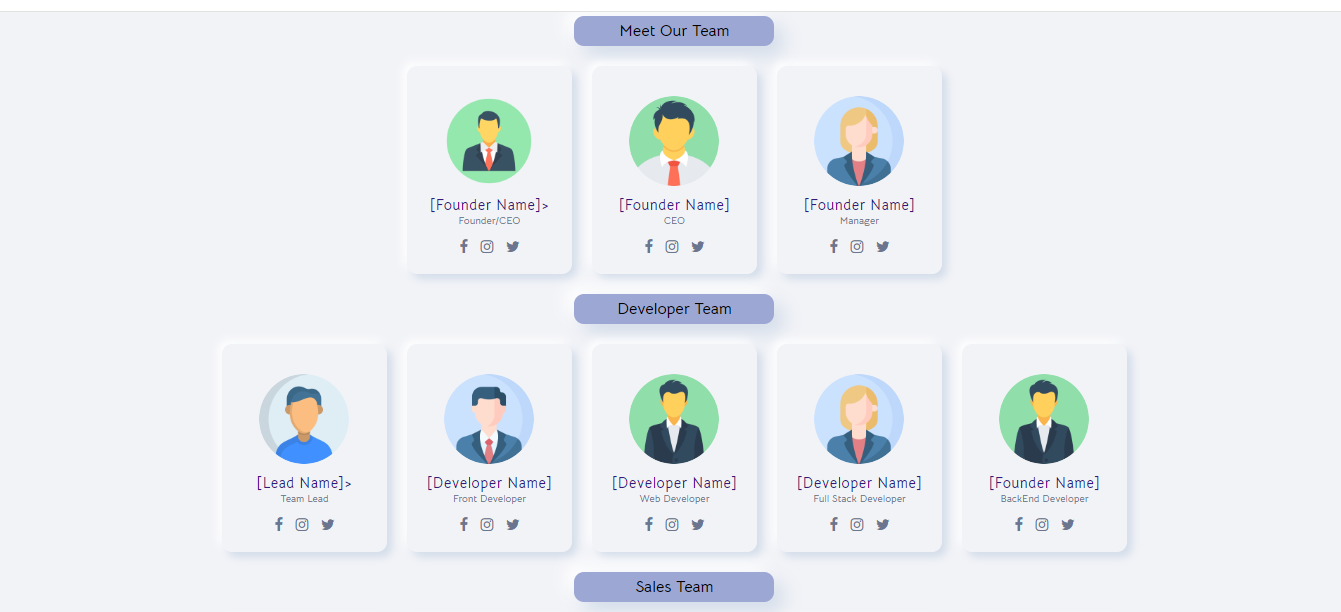 Meet Our Team
[Founder Name]>
Founder/CEO
[Founder Name]
CEO
[Founder Name]
Manager
Developer Team
[Lead Name]>
Team Lead
[Developer Name]
Front Developer
[Developer Name]
Web Developer
[Developer Name]
Full Stack Developer
[Founder Name]
BackEnd Developer
Sales Team